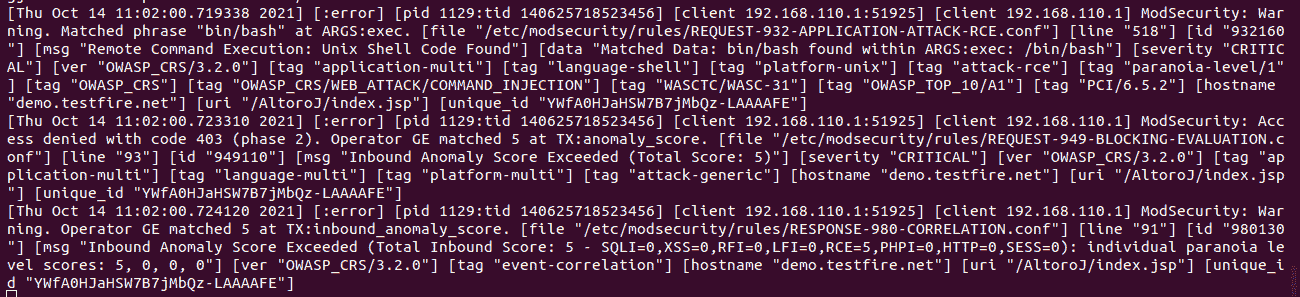 [Thu Oct 14 11:02:00.719338 2021] [:error] [pid 1129:tid 140625718523456] [client 192.168.110.1:51925] [client 192.168.110.1] ModSecurity: War
ning. Matched phrase "bin/bash" at ARGS:exec. [file "/etc/modsecurity/rules/REQUEST-932-APPLICATION-ATTACK-RCE.conf"] [line "518"] [id "932160
"] [msg "Remote Command Execution: Unix Shell Code Found"] [data "Matched Data: bin/bash found within ARGS:exec: /bin/bash"] [severity "CRITIC
AL"] [ver "OWASP_CRS/3.2.0"] [tag "application-multi"] [tag "language-shell"] [tag "platform-unix"] [tag "attack-rce"] [tag "paranoia-level/1"
] [tag "OWASP_CRS"] [tag "OWASP_CRS/WEB_ATTACK/COMMAND_INJECTION"] [tag "WASCTC/WASC-31"] [tag "OWASP_TOP_10/A1"] [tag "PCI/6.5.2"] [hostname 
"demo.testfire.net"] [uri "/AltoroJ/index.jsp"] [unique_id "YWfA0HJaHSW7B7jMbQz-LAAAAFE"]
[Thu Oct 14 11:02:00.723310 2021] [:error] [pid 1129:tid 140625718523456] [client 192.168.110.1:51925] [client 192.168.110.1] ModSecurity: Acc
ess denied with code 403 (phase 2). Operator GE matched 5 at TX:anomaly_score. [file "/etc/modsecurity/rules/REQUEST-949-BLOCKING-EVALUATION.c
onf"] [line "93"] [id "949110"] [msg "Inbound Anomaly Score Exceeded (Total Score: 5)"] [severity "CRITICAL"] [ver "OWASP_CRS/3.2.0"] [tag "ap
plication-multi"] [tag "language-multi"] [tag "platform-multi"] [tag "attack-generic"] [hostname "demo.testfire.net"] [uri "/AltoroJ/index.jsp
"] [unique_id "YWfA0HJaHSW7B7jMbQz-LAAAAFE"]
[Thu Oct 14 11:02:00.724120 2021] [:error] [pid 1129:tid 140625718523456] [client 192.168.110.1:51925] [client 192.168.110.1] ModSecurity: War
ning. Operator GE matched 5 at TX:inbound_anomaly_score. [file "/etc/modsecurity/rules/RESPONSE-980-CORRELATION.conf"] [line "91"] [id "980130
"] [msg "Inbound Anomaly Score Exceeded (Total Inbound Score: 5 - SQLI=0,XSS=0,RFI=0,LFI=0,RCE=5,PHPI=0,HTTP=0,SESS=0): individual paranoia le
vel scores: 5, 0, 0, 0"] [ver "OWASP_CRS/3.2.0"] [tag "event-correlation"] [hostname "demo.testfire.net"] [uri "/AltoroJ/index.jsp"] [unique_i
d "YWfA0HJaHSW7B7jMbQz-LAAAAFE"]